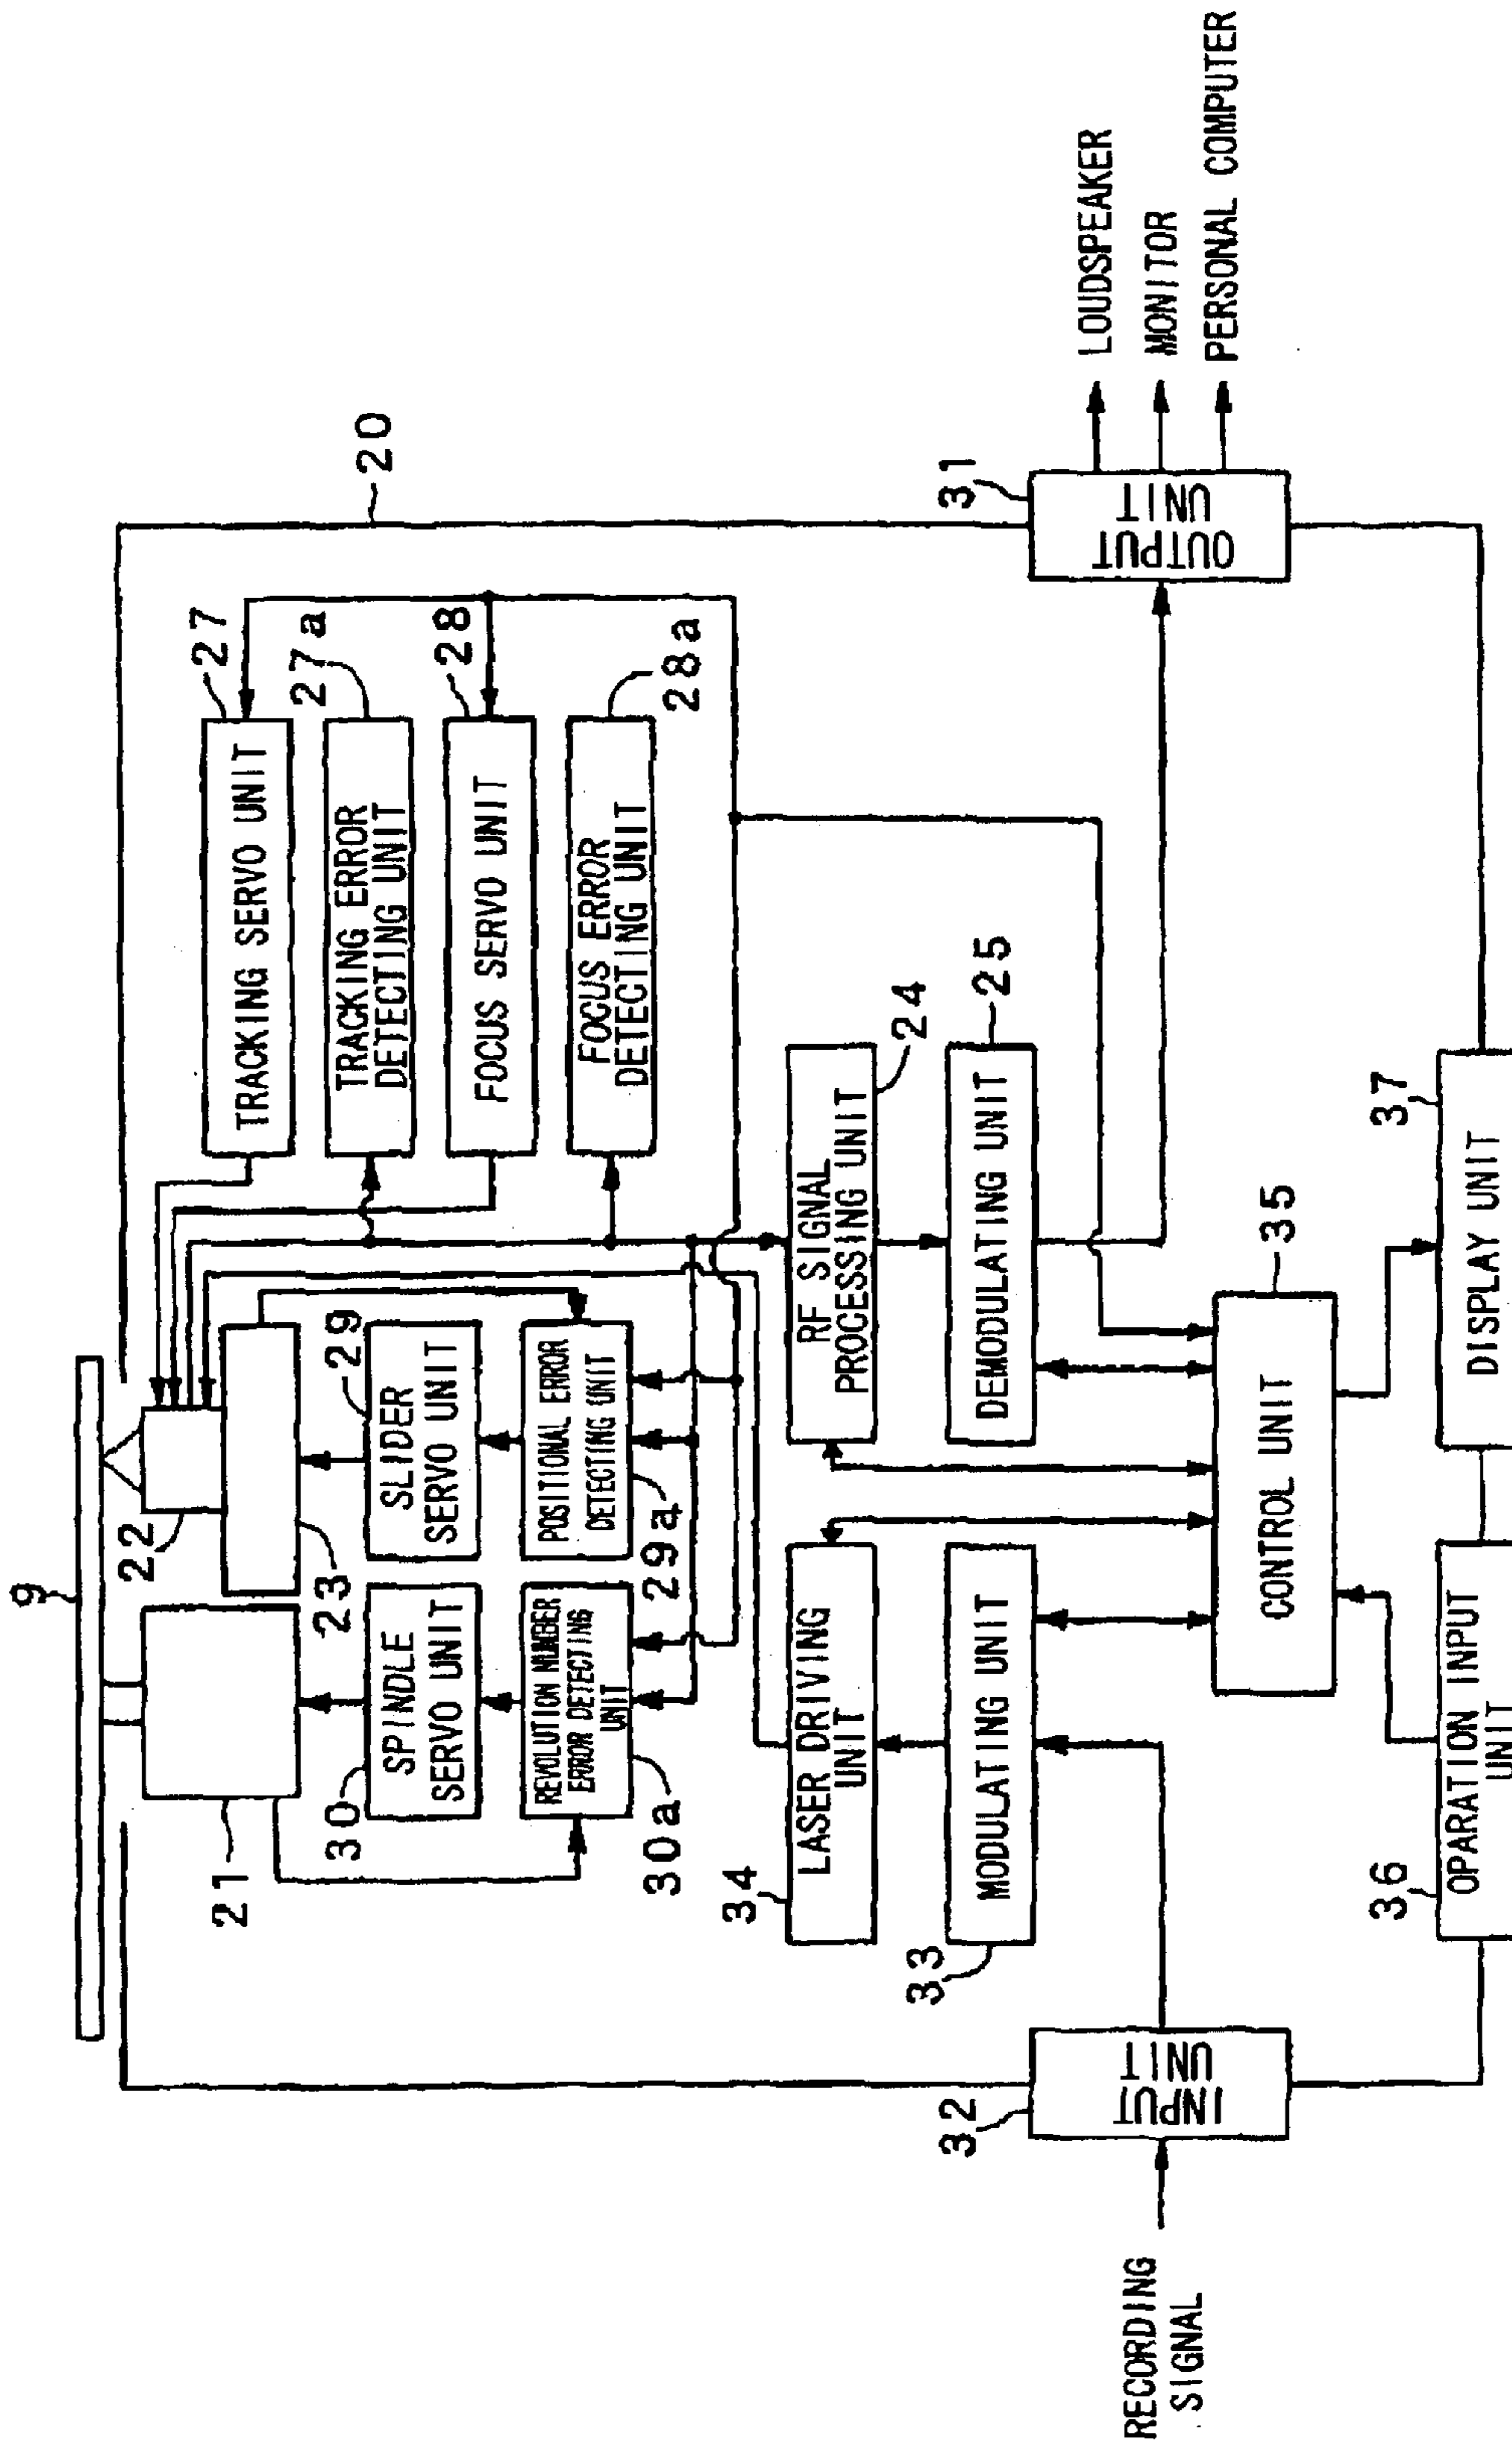 9
20
21
22
23
TRACKING SERVO UNIT
27
TRACKING ERROR
DETECTING UNIT
27a
FOCUS SERVO UNIT
28
FOCUS ERROR
DETECTING UNIT
28a
30
SPINDLE
SERVO UNIT
SLIDER
SERVO UNIT
29
REVOLUTION NUMBER
ERROR DETECTING
UNIT
30a
POSITIONAL ERROR
DETECTING UNIT
29a
34
LASER DRIVING
UNIT
RF SIGNAL
PROCESSING UNIT
24
33
MODULATING UNIT
DEMODULATING UNIT
25
RECORDING
SIGNAL
32
INPUT
UNIT
31
OUTPUT
UNIT
LOUDSPEAKER
MONITOR
PERSONAL COMPUTER
CONTROL UNIT
35
36
OPARATION INPUT
UNIT
37
DISPLAY UNIT